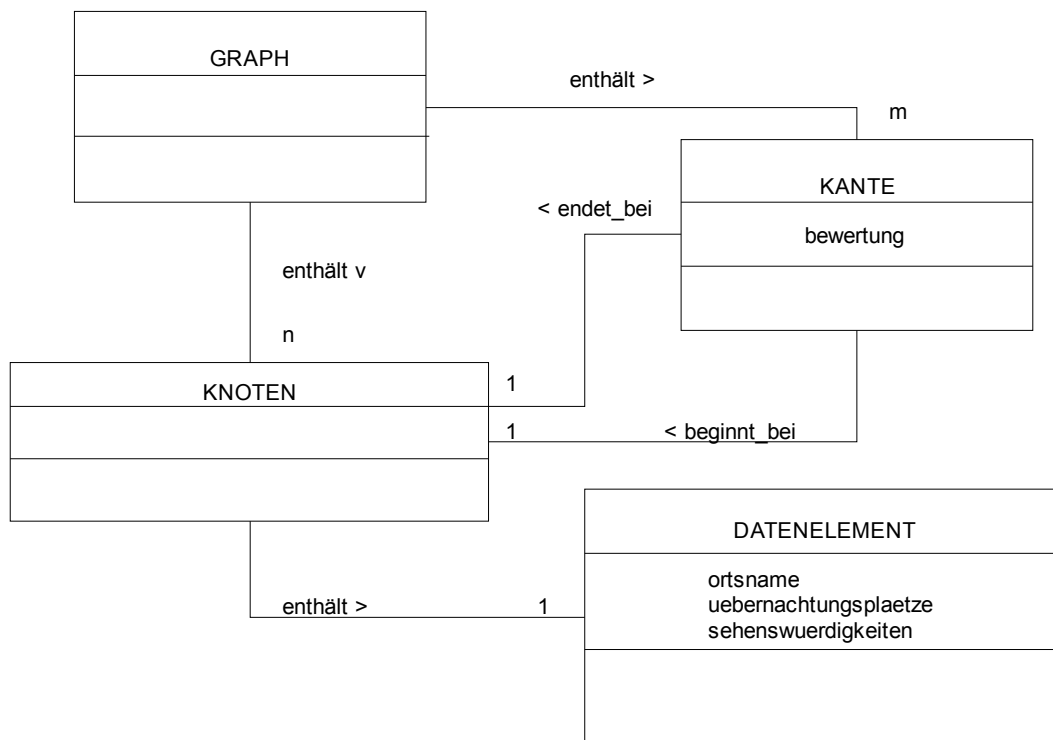 GRAPH
enthält >
m
KANTE
< endet_bei
bewertung
enthält v
n
KNOTEN
1
1
< beginnt_bei
DATENELEMENT
ortsname
uebernachtungsplaetze
sehenswuerdigkeiten
enthält >
1